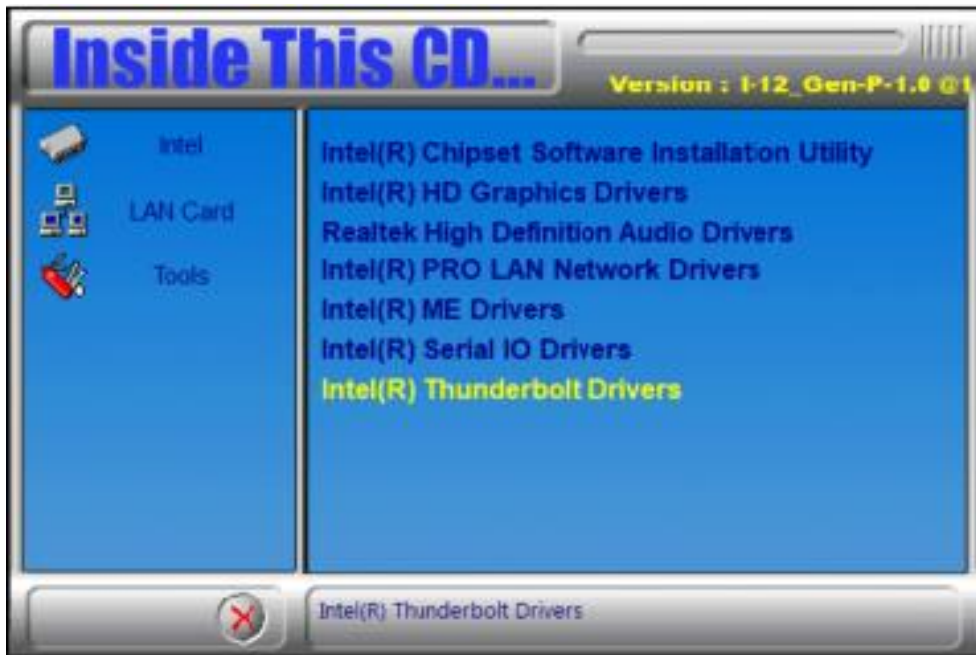 Inside This CD...
Version : I-12_Gen-P-1.0 @1
Intel
LAN Card
Tools
Intel(R) Chipset Software Installation Utility
Intel(R) HD Graphics Drivers
Realtek High Definition Audio Drivers
Intel(R) PRO LAN Network Drivers
Intel(R) ME Drivers
Intel(R) Serial IO Drivers
Intel(R) Thunderbolt Drivers
Intel(R) Thunderbolt Drivers